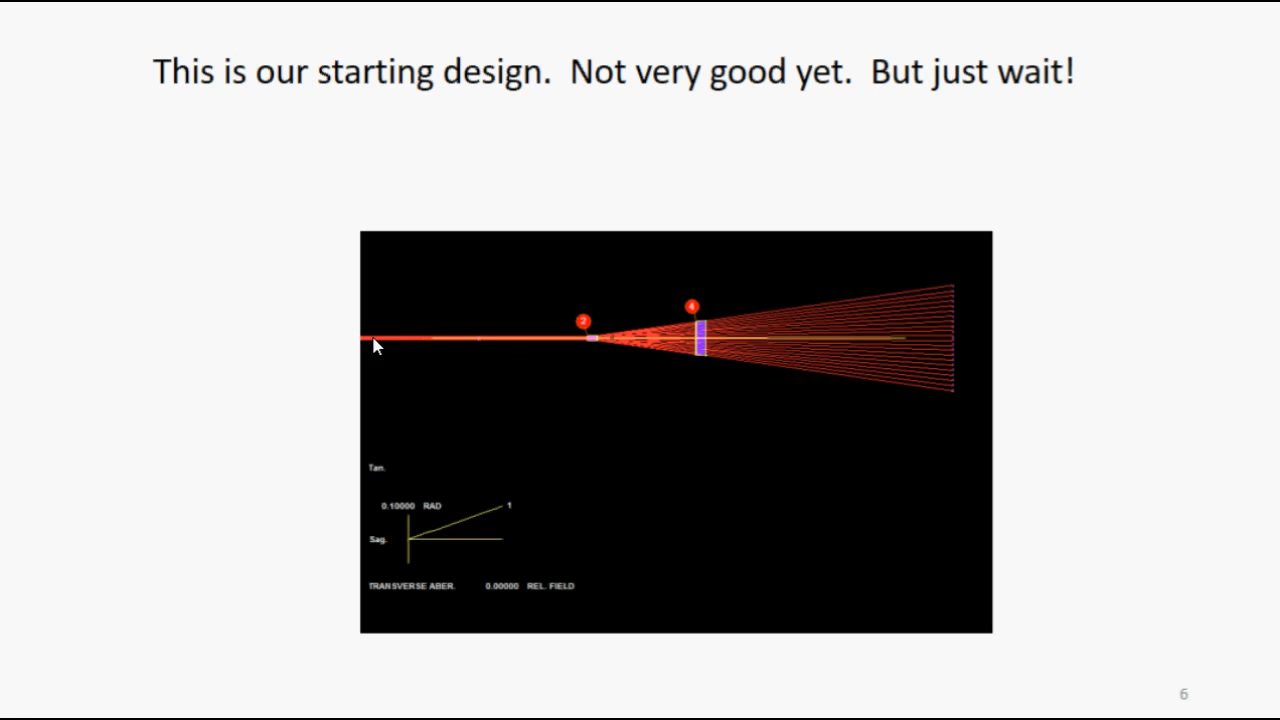 This is our starting design.  Not very good yet.  But just wait!
2
4
Tan.
0.10000 RAD
1
Sag.
TRANSVERSE ABER. 0.00000 REL. FIELD
6